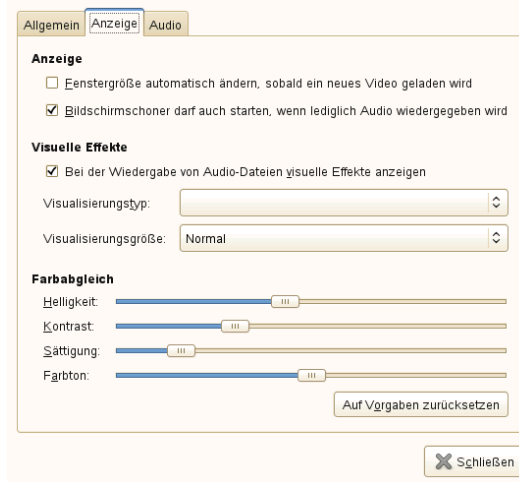 Allgemein Anzeige Audio
Anzeige
Fenstergröße automatisch ändern, sobald ein neues Video geladen wird
Bildschirmschoner darf auch starten, wenn lediglich Audio wiedergegeben wird
Visuelle Effekte
Bei der Wiedergabe von Audio-Dateien visuelle Effekte anzeigen
Visualisierungstyp:
Visualisierungsgröße: Normal
Farbabgleich
Helligkeit:
Kontrast:
Sättigung:
Farbton:
Auf Vorgaben zurücksetzen
Schließen